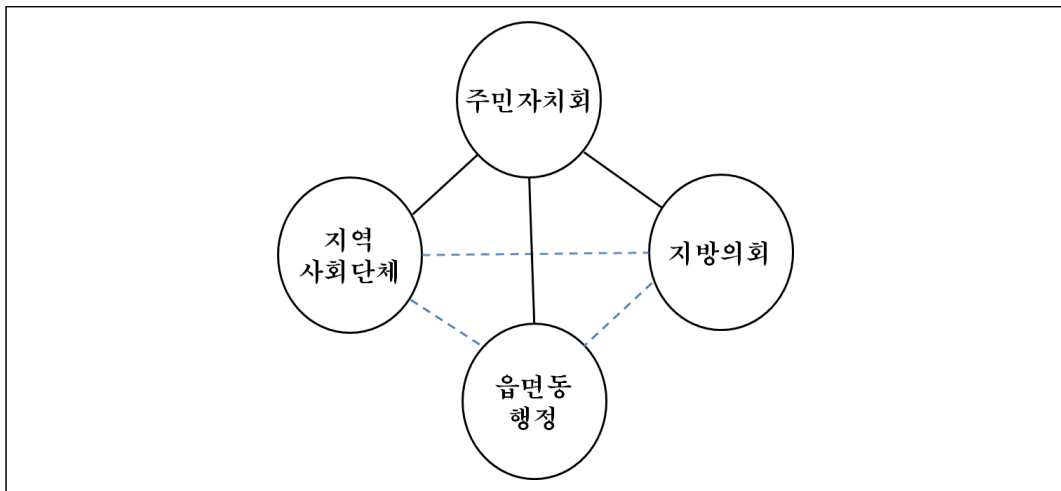 주민자치회
지역
사회단체
지방의회
읍면동
행정